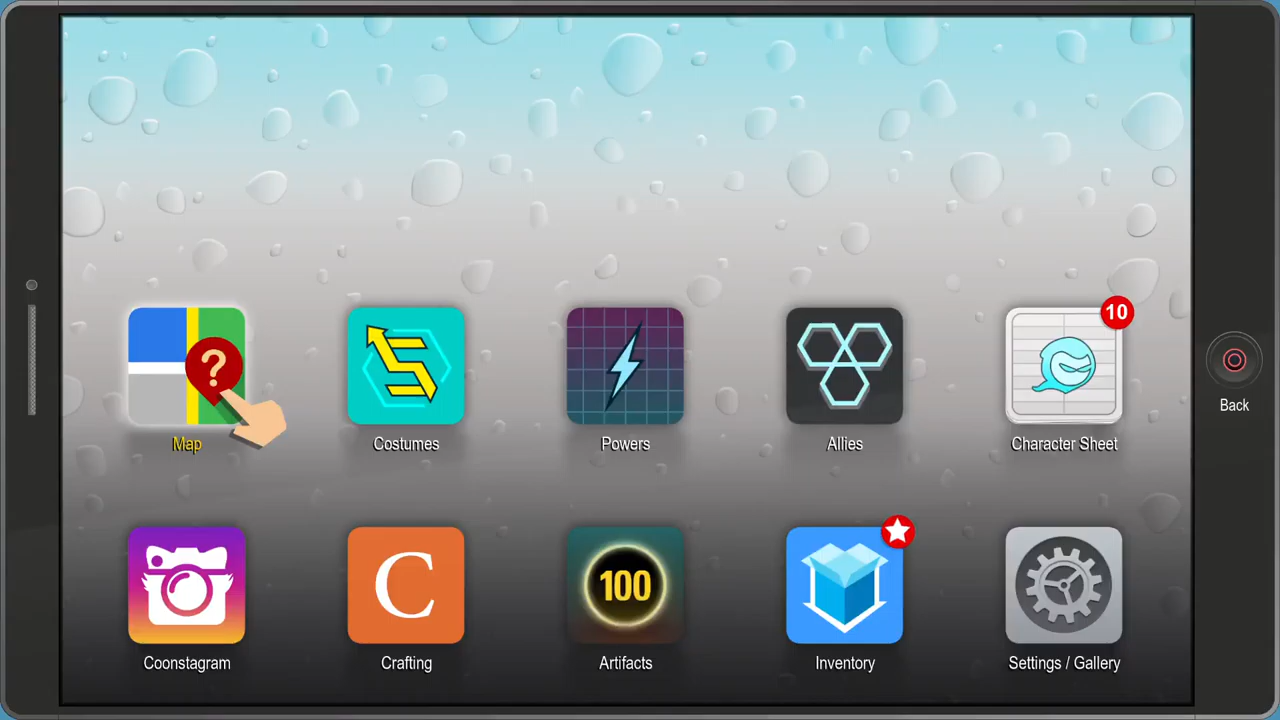 ?
10
Back
Map
Costumes
Powers
Allies
Character Sheet
C
100
Coonstagram
Crafting
Artifacts
Inventory
Settings / Gallery